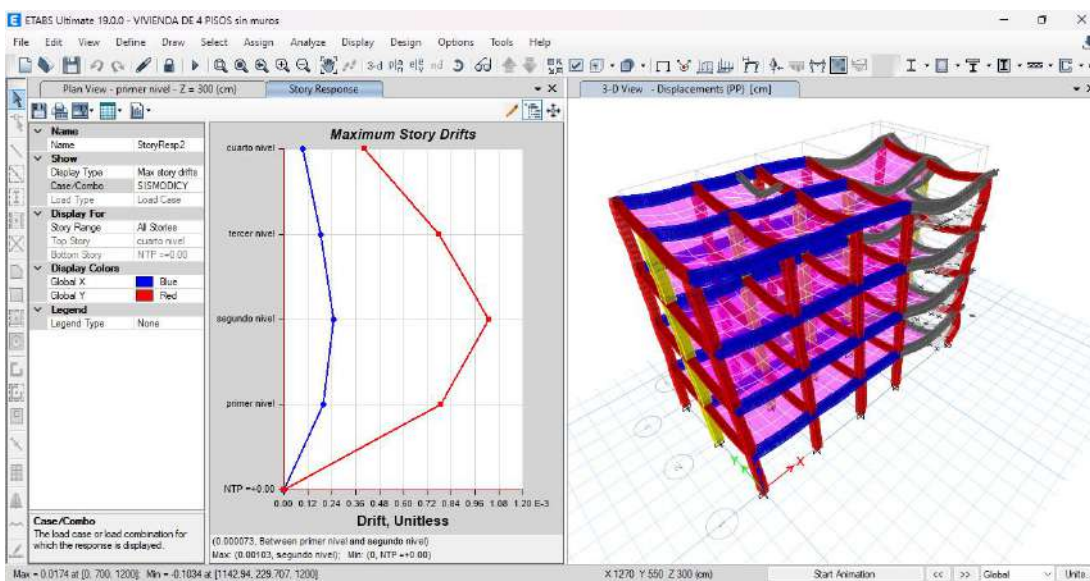 ETABS Ultimate 19.0.0 - VIVIENDA DE 4 PISOS sin muros
File Edit View Define Draw Select Assign Analyze Display Design Options Tools Help
Plan View - primer nivel - Z = 300 (cm)
Story Response
3-D View - Displacements (PP) [cm]
Name
Name StoryResp2
Show
Display Type Max story drifts
Case/Combo SISMODICY
Load Type Load Case
Display For
Story Range All Stories
Top Story cuarto nivel
Bottom Story NTP =+0.00
Display Colors
Global X Blue
Global Y Red
Legend
Legend Type None
Case/Combo
The load case or load combination for
which the response is displayed.
Maximum Story Drifts
cuarto nivel
tercer nivel
segundo nivel
primer nivel
NTP =+0.00
0.00 0.12 0.24 0.36 0.48 0.60 0.72 0.84 0.96 1.08 1.20 E-3
Drift, Unitless
(0.000073, Between primer nivel and segundo nivel)
Max: (0.00103, segundo nivel); Min: (0, NTP =+0.00)
Y X
Max = 0.0174 at [0, 700, 1200]; Min = -0.1034 at [1142.94, 229.707, 1200]
X 1270 Y 550 Z 300 (cm)
Start Animation
<< >>
Global
Units